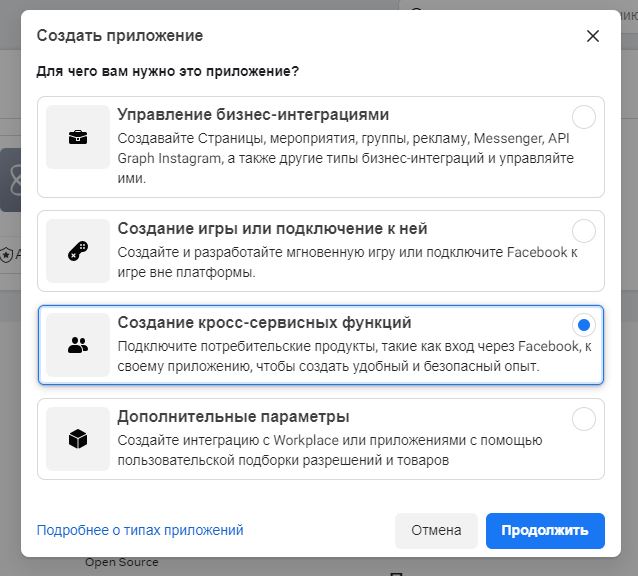 Создать приложение
Для чего вам нужно это приложение?
Управление бизнес-интеграциями
Создавайте Страницы, мероприятия, группы, рекламу, Messenger, API
Graph Instagram, а также другие типы бизнес-интеграций и управляйте
ими.
Создание игры или подключение к ней
Создайте и разработайте мгновенную игру или подключите Facebook к
игре вне платформы.
Создание кросс-сервисных функций
Подключите потребительские продукты, такие как вход через Facebook, к
своему приложению, чтобы создать удобный и безопасный опыт.
Дополнительные параметры
Создайте интеграцию с Workplace или приложениями с помощью
пользовательской подборки разрешений и товаров
Подробнее о типах приложений
Отмена
Продолжить
Open Source